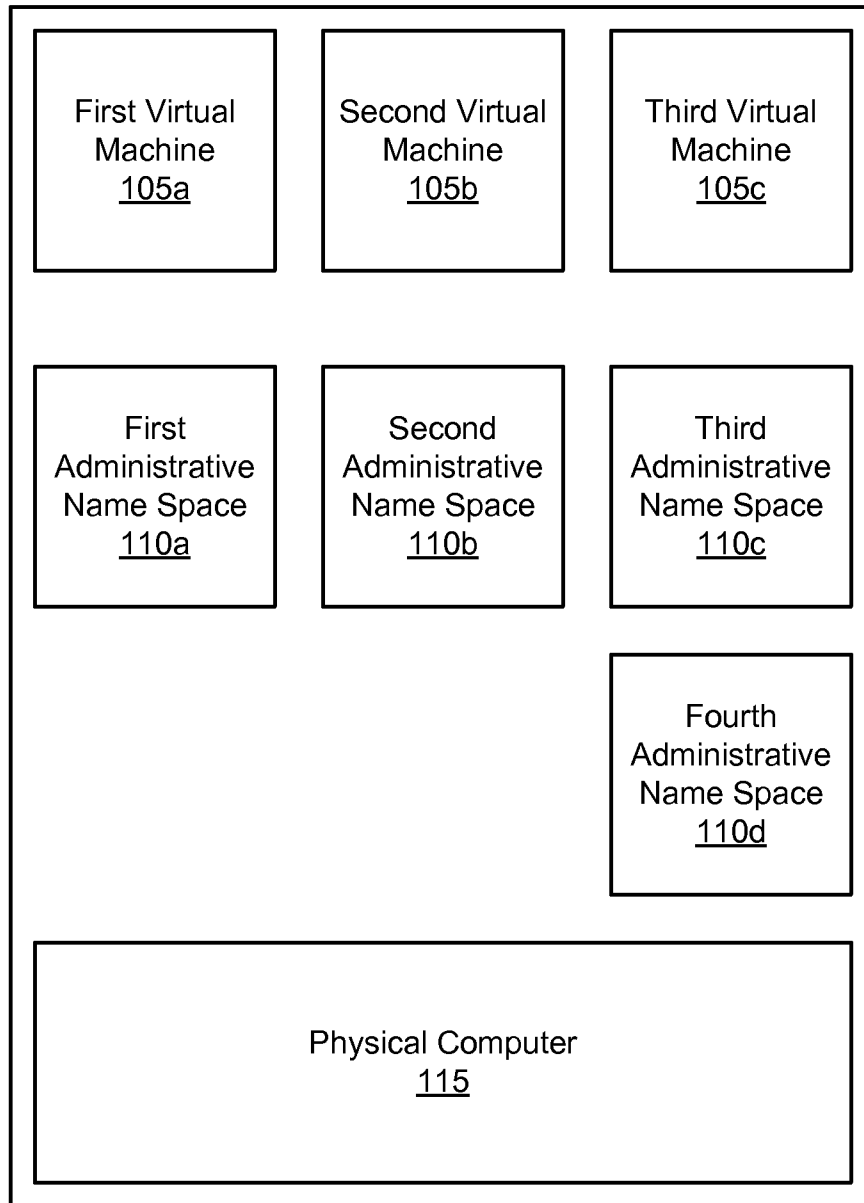 First Virtual
Machine
105a
Second Virtual
Machine
105b
Third Virtual
Machine
105c
First
Administrative
Name Space
110a
Second
Administrative
Name Space
110b
Third
Administrative
Name Space
110c
Fourth
Administrative
Name Space
110d
Physical Computer
115